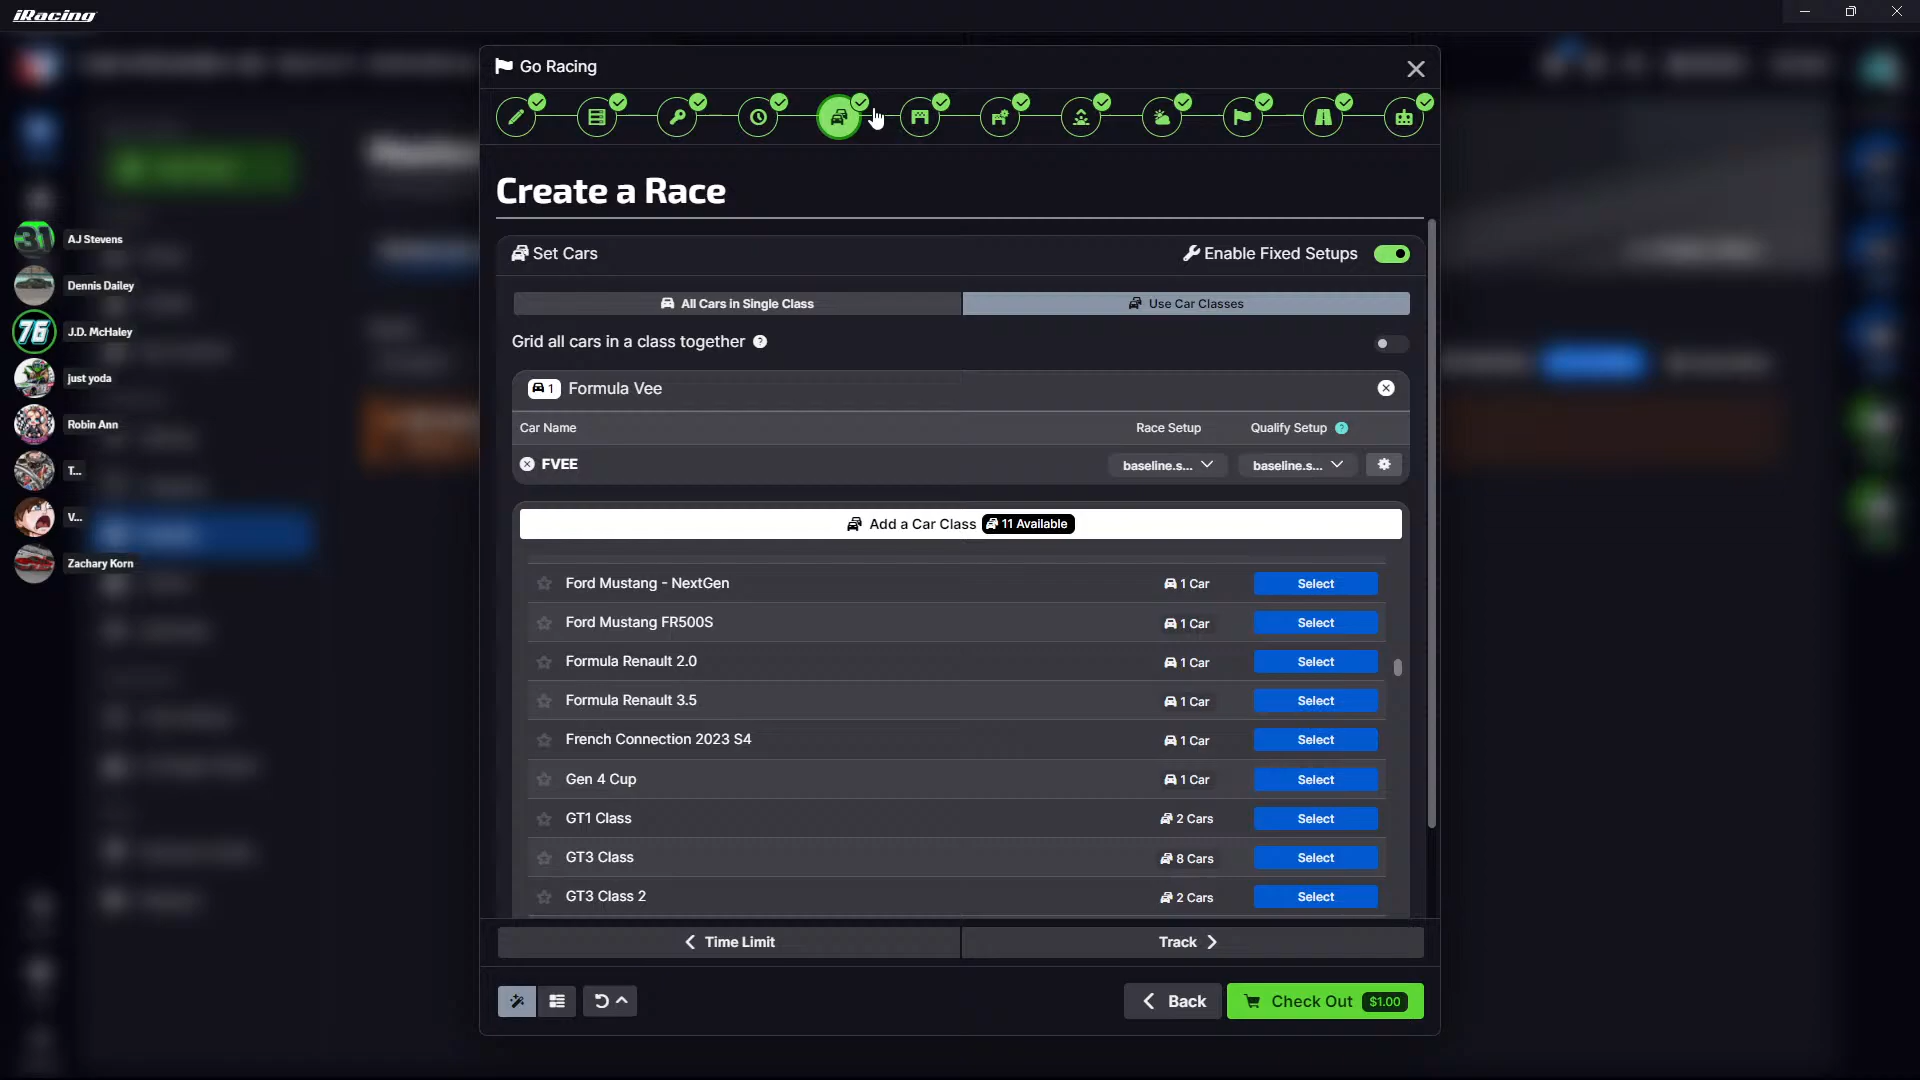 iRacing
Go Racing
Create a Race
Set Cars
Enable Fixed Setups
All Cars in Single Class
Use Car Classes
Grid all cars in a class together
1 Formula Vee
Car Name
Race Setup
Qualify Setup
FVEE
baseline.s...
baseline.s...
Add a Car Class 11 Available
Ford Mustang - NextGen 1 Car Select
Ford Mustang FR500S 1 Car Select
Formula Renault 2.0 1 Car Select
Formula Renault 3.5 1 Car Select
French Connection 2023 S4 1 Car Select
Gen 4 Cup 1 Car Select
GT1 Class 2 Cars Select
GT3 Class 8 Cars Select
GT3 Class 2 2 Cars Select
Time Limit
Track
Back
Check Out $1.00
31 AJ Stevens
Dennis Dailey
76 J.D. McHaley
just yoda
Robin Ann
T...
V...
Zachary Korn